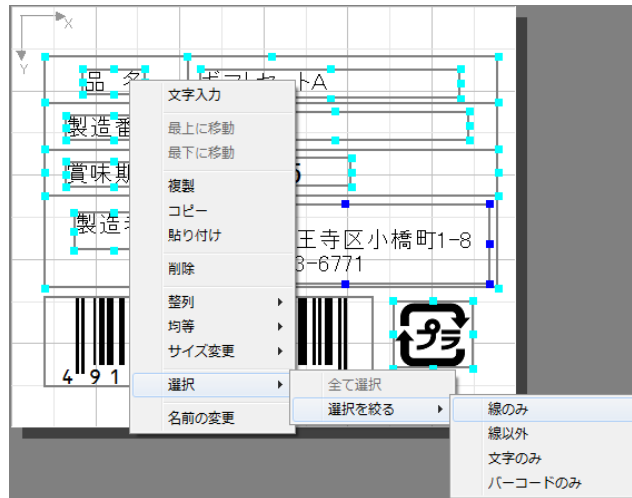 X
Y
品 名
ギフトセットA
製造番
賞味期
5
製造者
王寺区小橋町1-8
3-6771
4 91
プラ
文字入力
最上に移動
最下に移動
複製
コピー
貼り付け
削除
整列
均等
サイズ変更
選択
名前の変更
全て選択
選択を絞る
線のみ
線以外
文字のみ
バーコードのみ